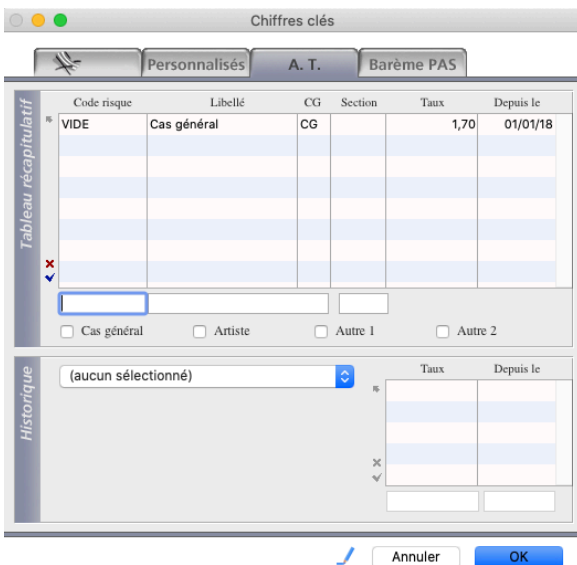 Chiffres clés
Personnalisés A. T. Barème PAS
Tableau récapitulatif
Code risque Libellé CG Section Taux Depuis le
VIDE Cas général CG 1,70 01/01/18
Cas général Artiste Autre 1 Autre 2
Historique
(aucun sélectionné)
Taux Depuis le
Annuler OK